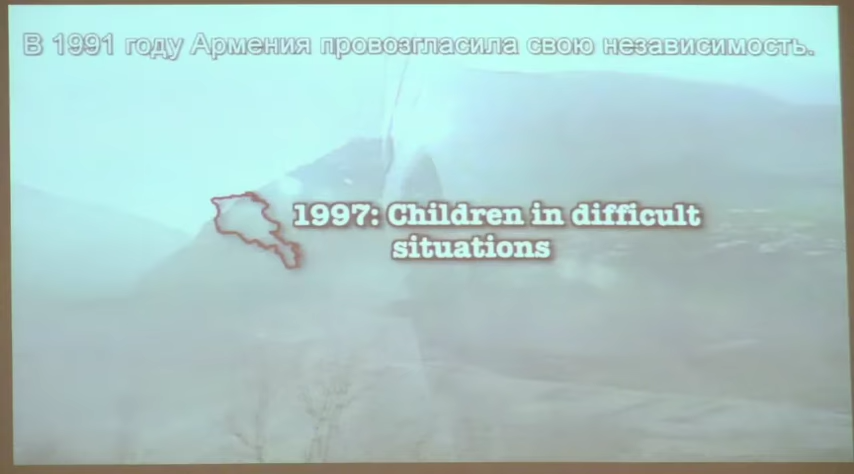 В 1991 году Армения провозгласила свою независимость.
1997: Children in difficult
situations